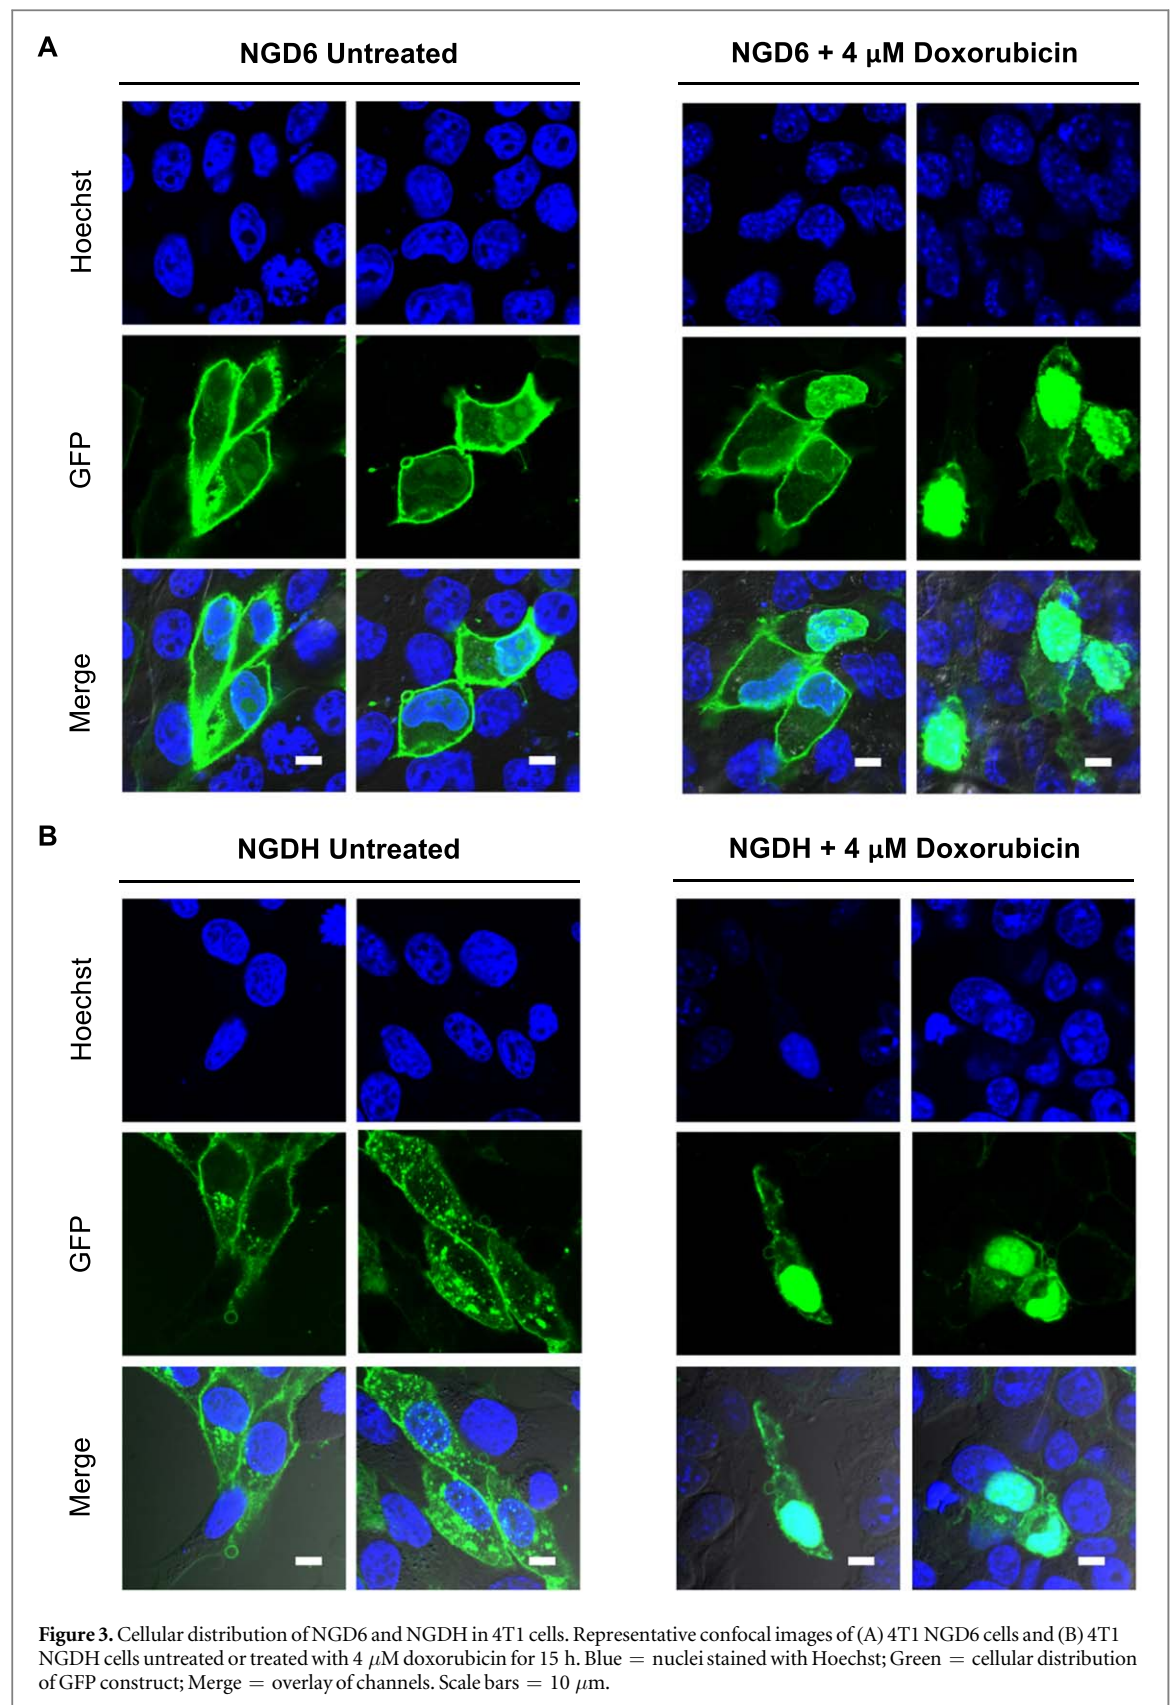 A
NGD6 Untreated
NGD6 + 4 μM Doxorubicin
Hoechst
GFP
Merge
B
NGDH Untreated
NGDH + 4 μM Doxorubicin
Hoechst
GFP
Merge
Figure 3. Cellular distribution of NGD6 and NGDH in 4T1 cells. Representative confocal images of (A) 4T1 NGD6 cells and (B) 4T1
NGDH cells untreated or treated with 4 μM doxorubicin for 15 h. Blue = nuclei stained with Hoechst; Green = cellular distribution
of GFP construct; Merge = overlay of channels. Scale bars = 10 μm.